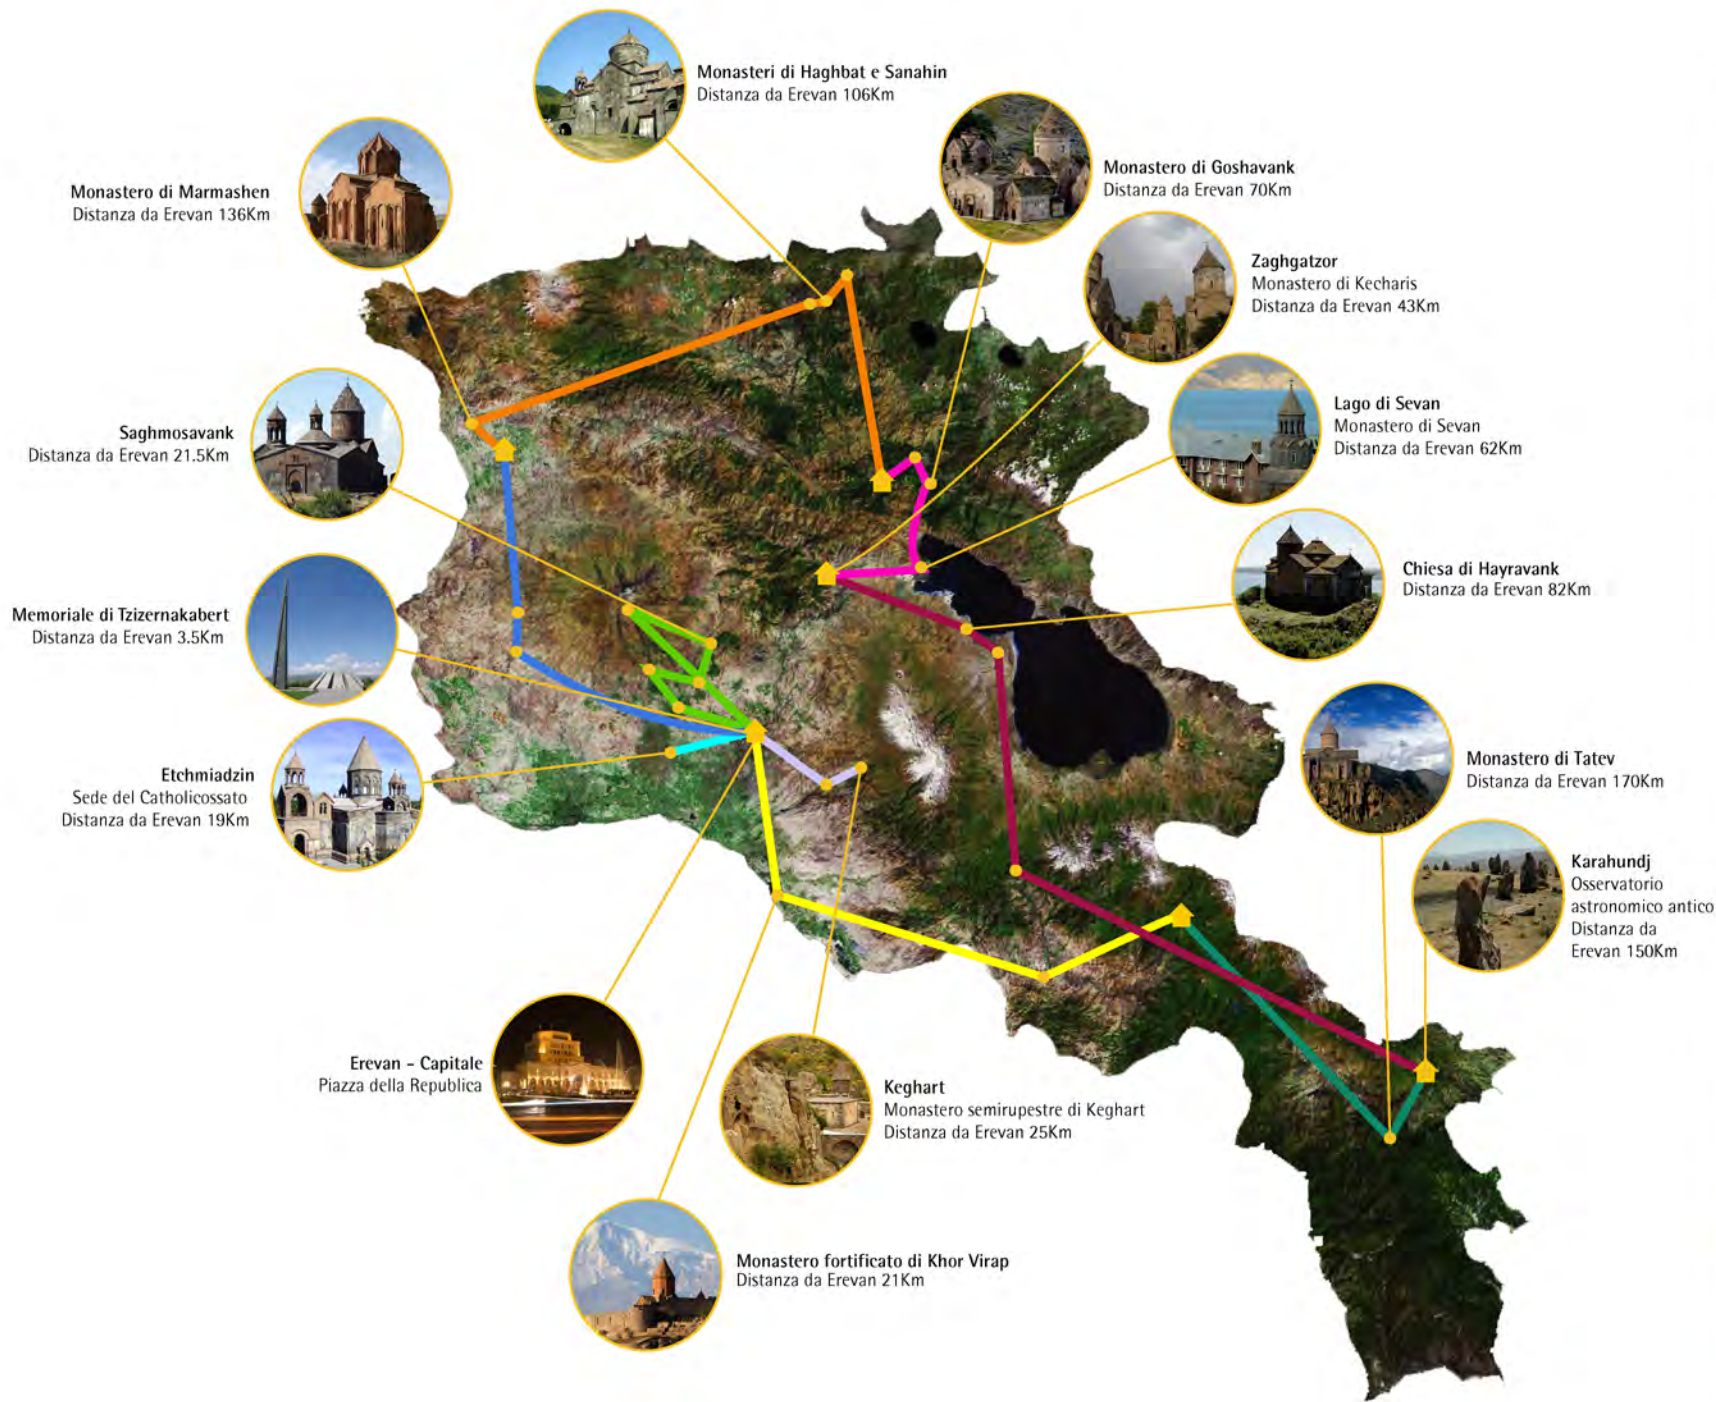 Monasteri di Haghbat e Sanahin
Distanza da Erevan 106Km
Monastero di Goshavank
Distanza da Erevan 70Km
Monastero di Marmashen
Distanza da Erevan 136Km
Zaghgatzor
Monastero di Kecharis
Distanza da Erevan 43Km
Saghmosavank
Distanza da Erevan 21.5Km
Lago di Sevan
Monastero di Sevan
Distanza da Erevan 62Km
Chiesa di Hayravank
Distanza da Erevan 82Km
Memoriale di Tzizernakabert
Distanza da Erevan 3.5Km
Etchmiadzin
Sede del Catholicossato
Distanza da Erevan 19Km
Monastero di Tatev
Distanza da Erevan 170Km
Karahundj
Osservatorio
astronomico antico
Distanza da
Erevan 150Km
Erevan - Capitale
Piazza della Republica
Keghart
Monastero semirupestre di Keghart
Distanza da Erevan 25Km
Monastero fortificato di Khor Virap
Distanza da Erevan 21Km